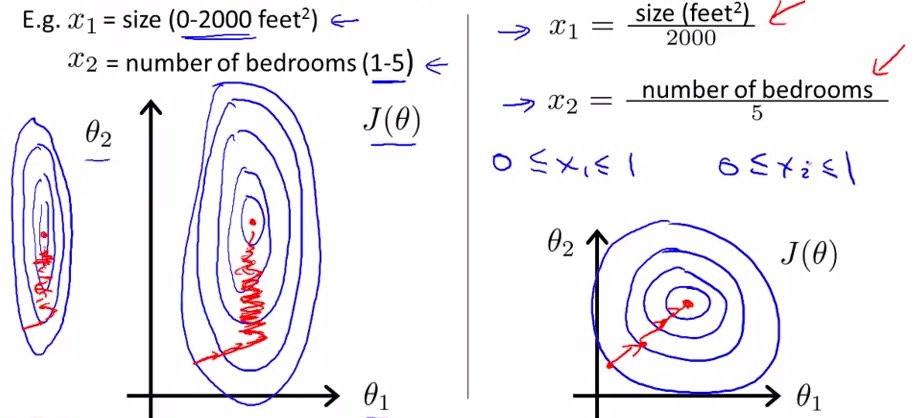 E.g. x₁ = size (0-2000 feet²) ←
x₂ = number of bedrooms (1-5) ←
θ₂
J(θ)
θ₁
→ x₁ = size (feet²) / 2000
→ x₂ = number of bedrooms / 5
0 ≤ x₁ ≤ 1 0 ≤ x₂ ≤ 1
θ₂
J(θ)
θ₁